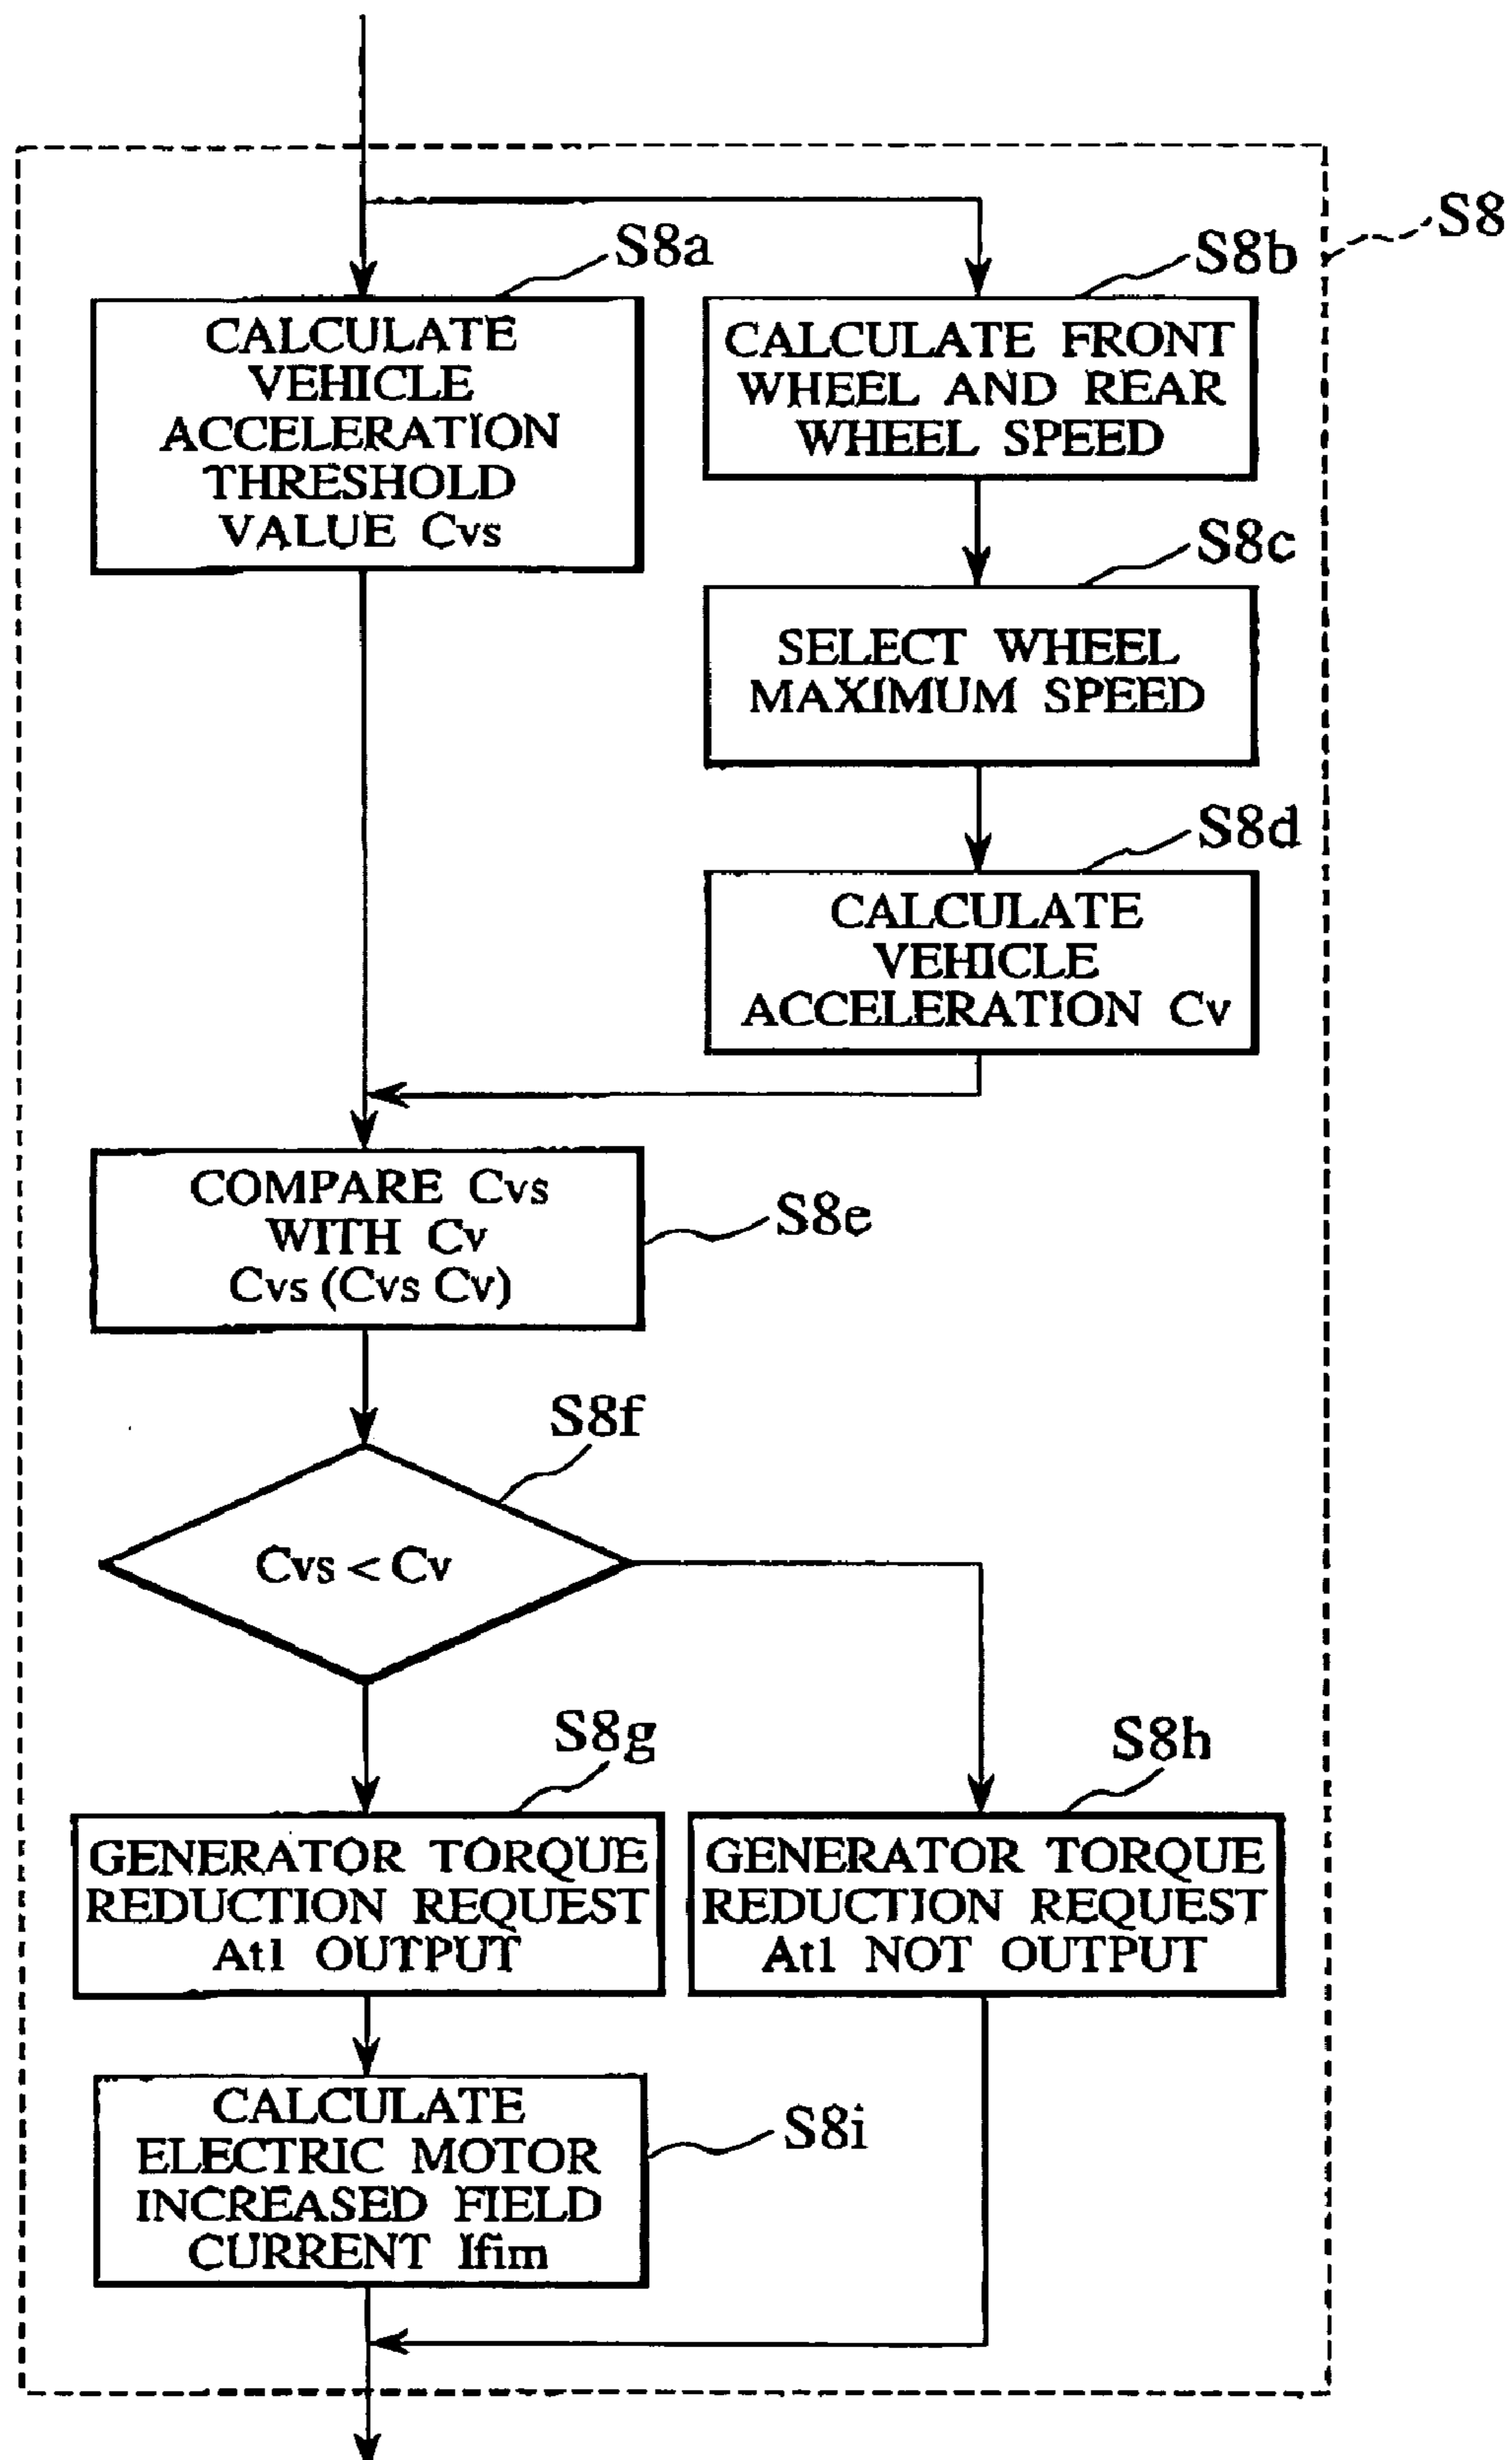 S8
S8a
CALCULATE
VEHICLE
ACCELERATION
THRESHOLD
VALUE Cvs
S8b
CALCULATE FRONT
WHEEL AND REAR
WHEEL SPEED
S8c
SELECT WHEEL
MAXIMUM SPEED
S8d
CALCULATE
VEHICLE
ACCELERATION Cv
COMPARE Cvs
WITH Cv
Cvs (Cvs Cv)
S8e
S8f
Cvs < Cv
S8g
GENERATOR TORQUE
REDUCTION REQUEST
At1 OUTPUT
S8h
GENERATOR TORQUE
REDUCTION REQUEST
At1 NOT OUTPUT
CALCULATE
ELECTRIC MOTOR
INCREASED FIELD
CURRENT Ifim
S8i